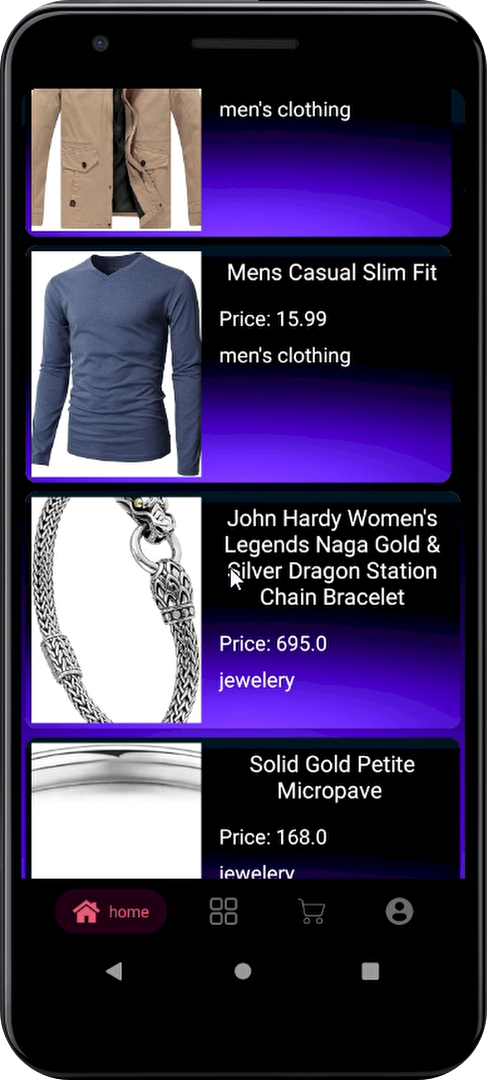 men's clothing
Mens Casual Slim Fit
Price: 15.99
men's clothing
John Hardy Women's
Legends Naga Gold &
Silver Dragon Station
Chain Bracelet
Price: 695.0
jewelery
Solid Gold Petite
Micropave
Price: 168.0
jewelery
home